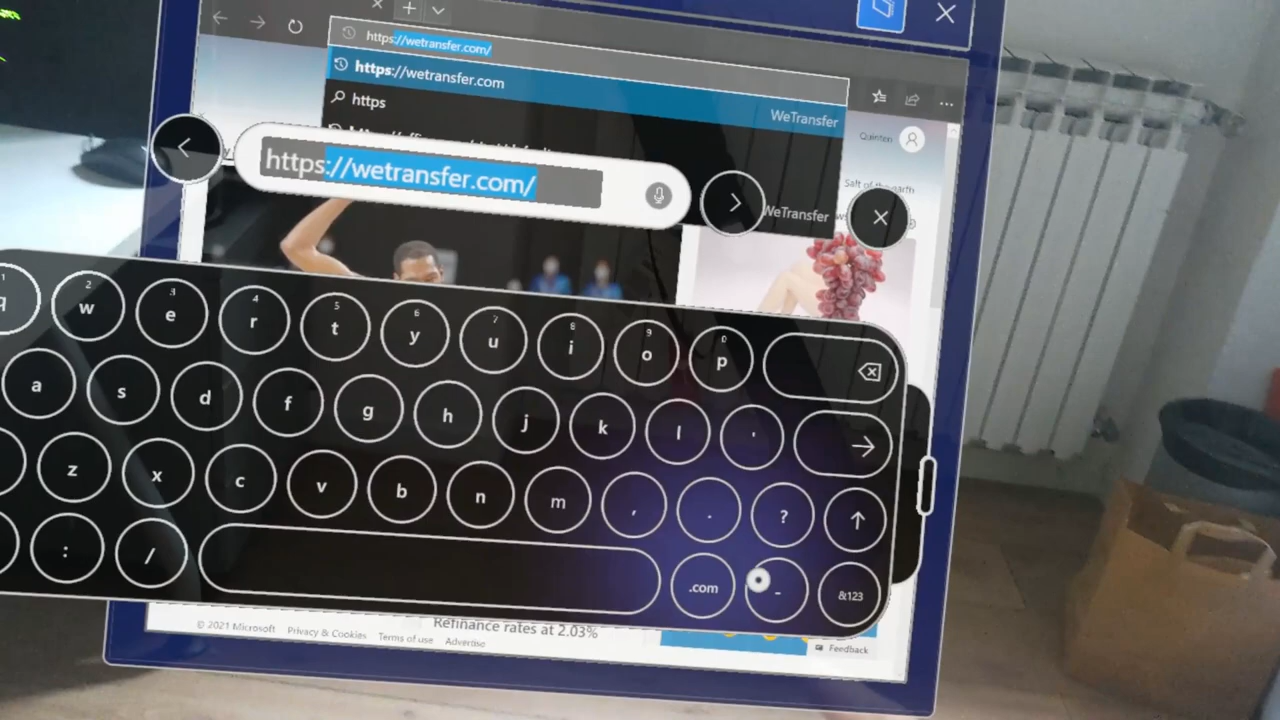 https://wetransfer.com/
https://wetransfer.com
WeTransfer
https
Quinten
https://wetransfer.com/
Salt of the earth
WeTransfer
1 2 3 4 5 6 7 8 9 0
q w e r t y u i o p
a s d f g h j k l '
z x c v b n m , . ?
: / .com - &123
Refinance rates at 2.03%
© 2021 Microsoft Privacy & Cookies Terms of use Advertise
Feedback